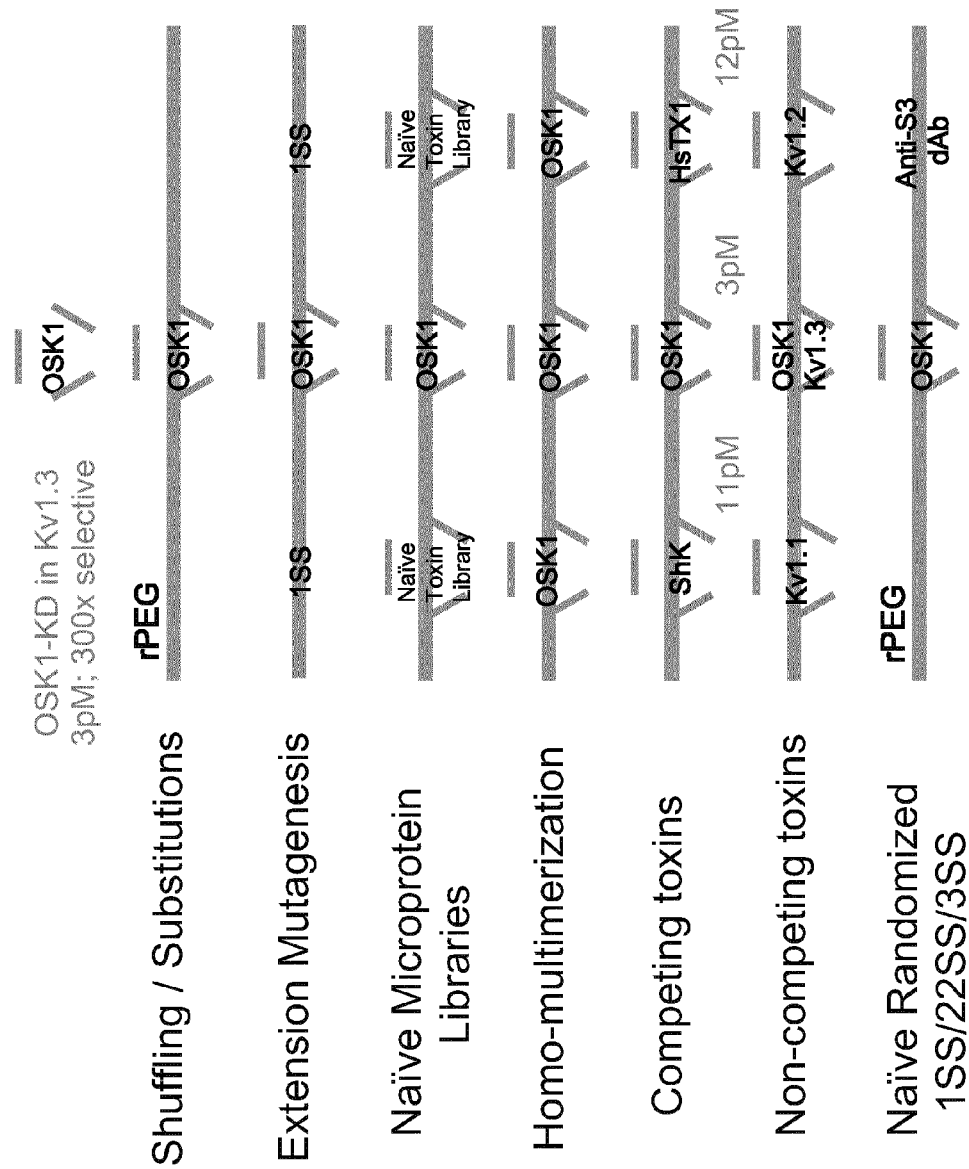 OSK1-KD in Kv1.3
3pM; 300x selective
OSK1
Shuffling / Substitutions
rPEG
OSK1
Extension Mutagenesis
1SS
OSK1
1SS
Naïve Microprotein
Libraries
Naïve
Toxin
Library
OSK1
Naïve
Toxin
Library
Homo-multimerization
OSK1
OSK1
OSK1
Competing toxins
ShK
OSK1
HsTX1
11pM
3pM
12pM
Non-competing toxins
Kv1.1
OSK1
Kv1.3
Kv1.2
Naïve Randomized
1SS/22SS/3SS
rPEG
OSK1
Anti-S3
dAb